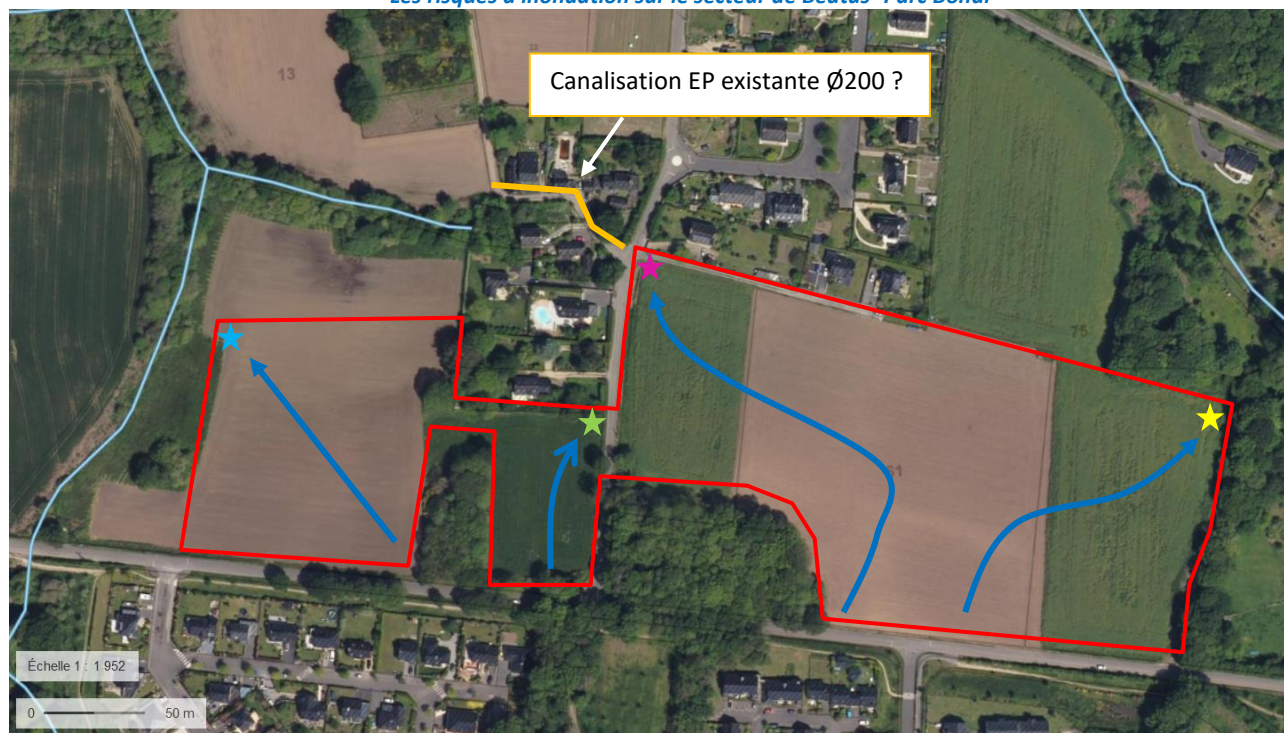 Canalisation EP existante Ø200 ?
13
75
61
Échelle 1 : 1 952
0 50 m